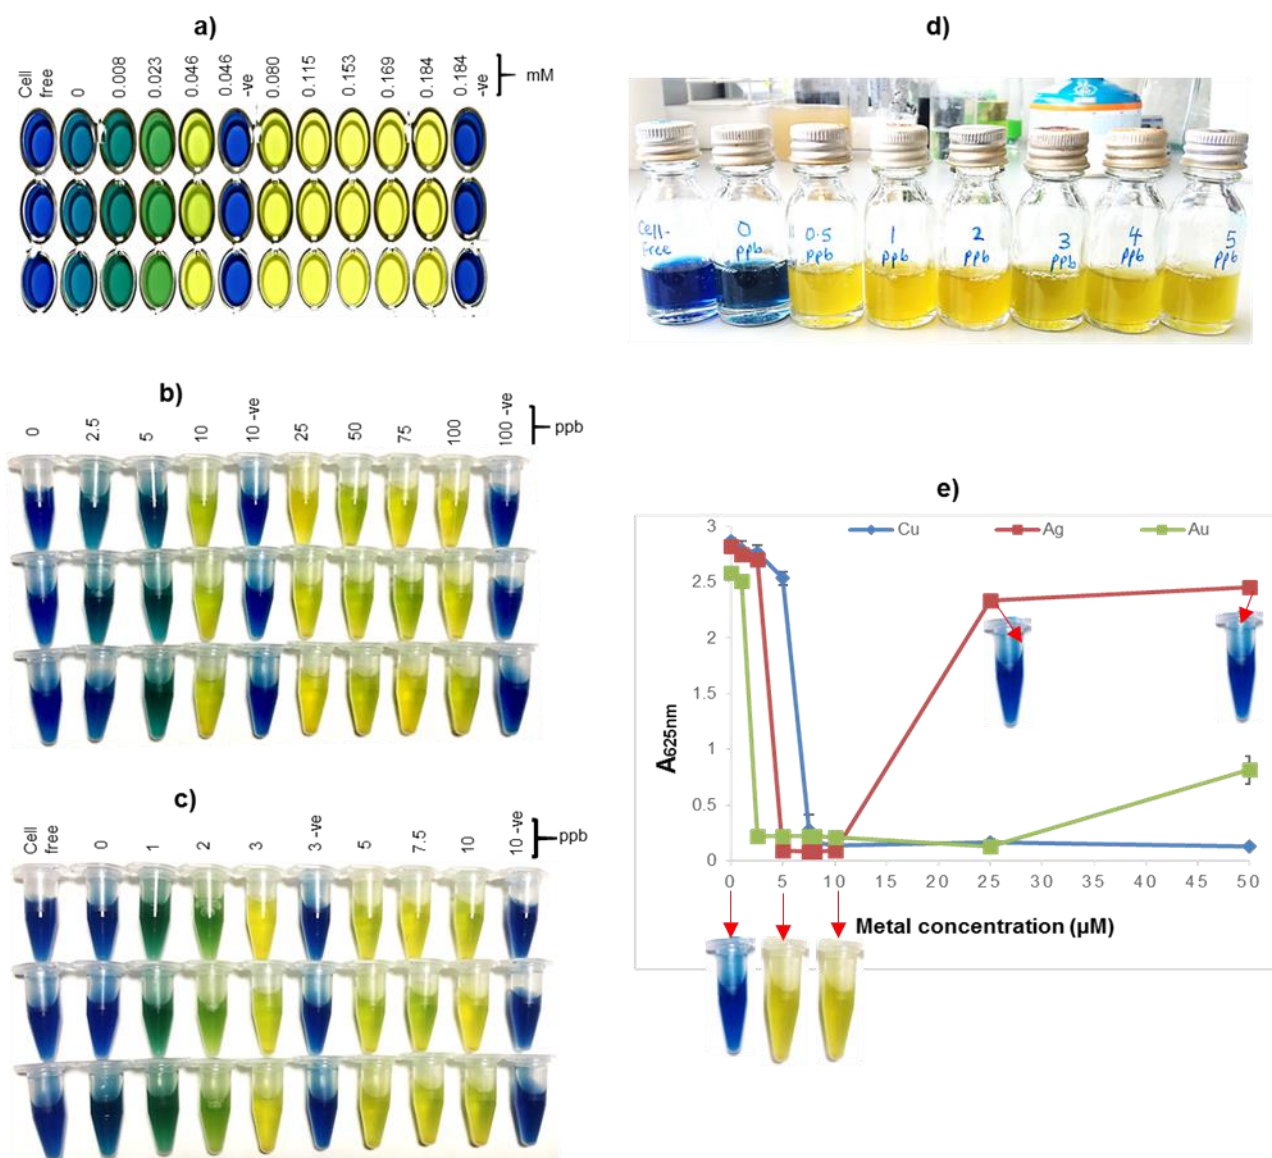 a)
Cell free 0 0.008 0.023 0.046 0.046 -ve 0.080 0.115 0.153 0.169 0.184 0.184 -ve mM
b)
0 2.5 5 10 10 -ve 25 50 75 100 100 -ve ppb
c)
Cell free 0 1 2 3 3 -ve 5 7.5 10 10 -ve ppb
d)
Cell-free 0 ppb 0.5 ppb 1 ppb 2 ppb 3 ppb 4 ppb 5 ppb
e)
Cu Ag Au
3
2.5
2
1.5
1
0.5
0
A625nm
0 5 10 15 20 25 30 35 40 45 50
Metal concentration (µM)